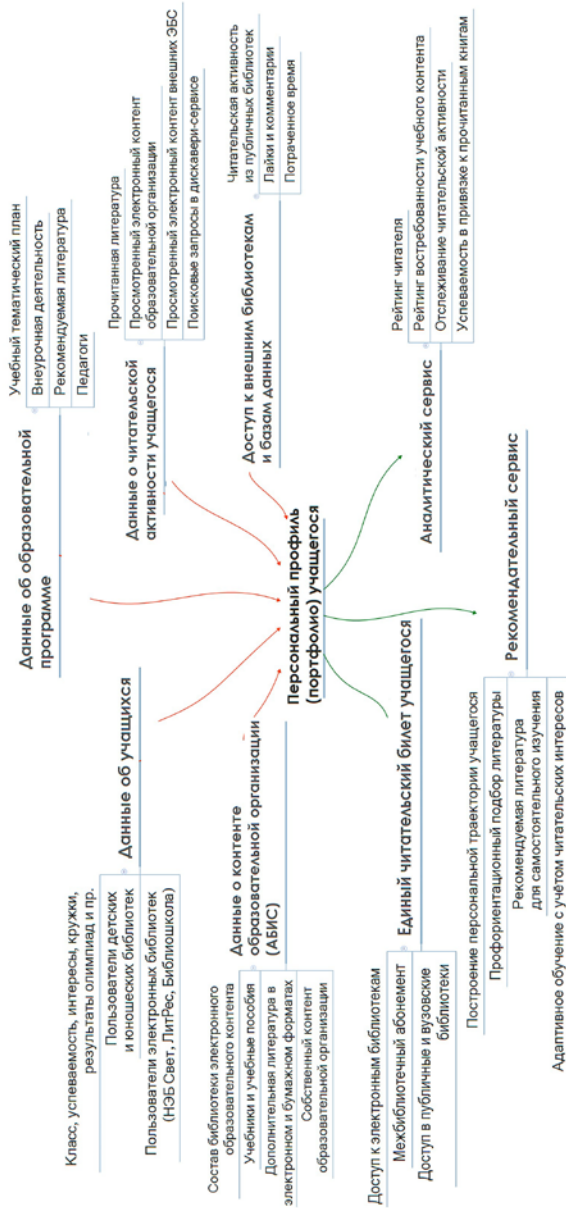 Данные об образовательной
программе
Учебный тематический план
Внеурочная деятельность
Рекомендуемая литература
Педагоги
Данные о читательской
активности учащегося
Прочитанная литература
Просмотренный электронный контент
образовательной организации
Просмотренный электронный контент внешних ЭБС
Поисковые запросы в дискавери-сервисе
Доступ к внешним библиотекам
и базам данных
Читательская активность
из публичных библиотек
Лайки и комментарии
Потраченное время
Данные об учащихся
Класс, успеваемость, интересы, кружки,
результаты олимпиад и пр.
Пользователи детских
и юношеских библиотек
Пользователи электронных библиотек
(НЭБ Свет, ЛитРес, Библиошкола)
Данные о контенте
образовательной организации
(АБИС)
Состав библиотеки электронного
образовательного контента
Учебники и учебные пособия
Дополнительная литература в
электронном и бумажном форматах
Собственный контент
образовательной организации
Персональный профиль
(портфолио) учащегося
Единый читательский билет учащегося
Доступ к электронным библиотекам
Межбиблиотечный абонемент
Доступ в публичные и вузовские
библиотеки
Аналитический сервис
Рейтинг читателя
Рейтинг востребованности учебного контента
Отслеживание читательской активности
Успеваемость в привязке к прочитанным книгам
Рекомендательный сервис
Построение персональной траектории учащегося
Профориентационный подбор литературы
Рекомендуемая литература
для самостоятельного изучения
Адаптивное обучение с учётом читательских интересов